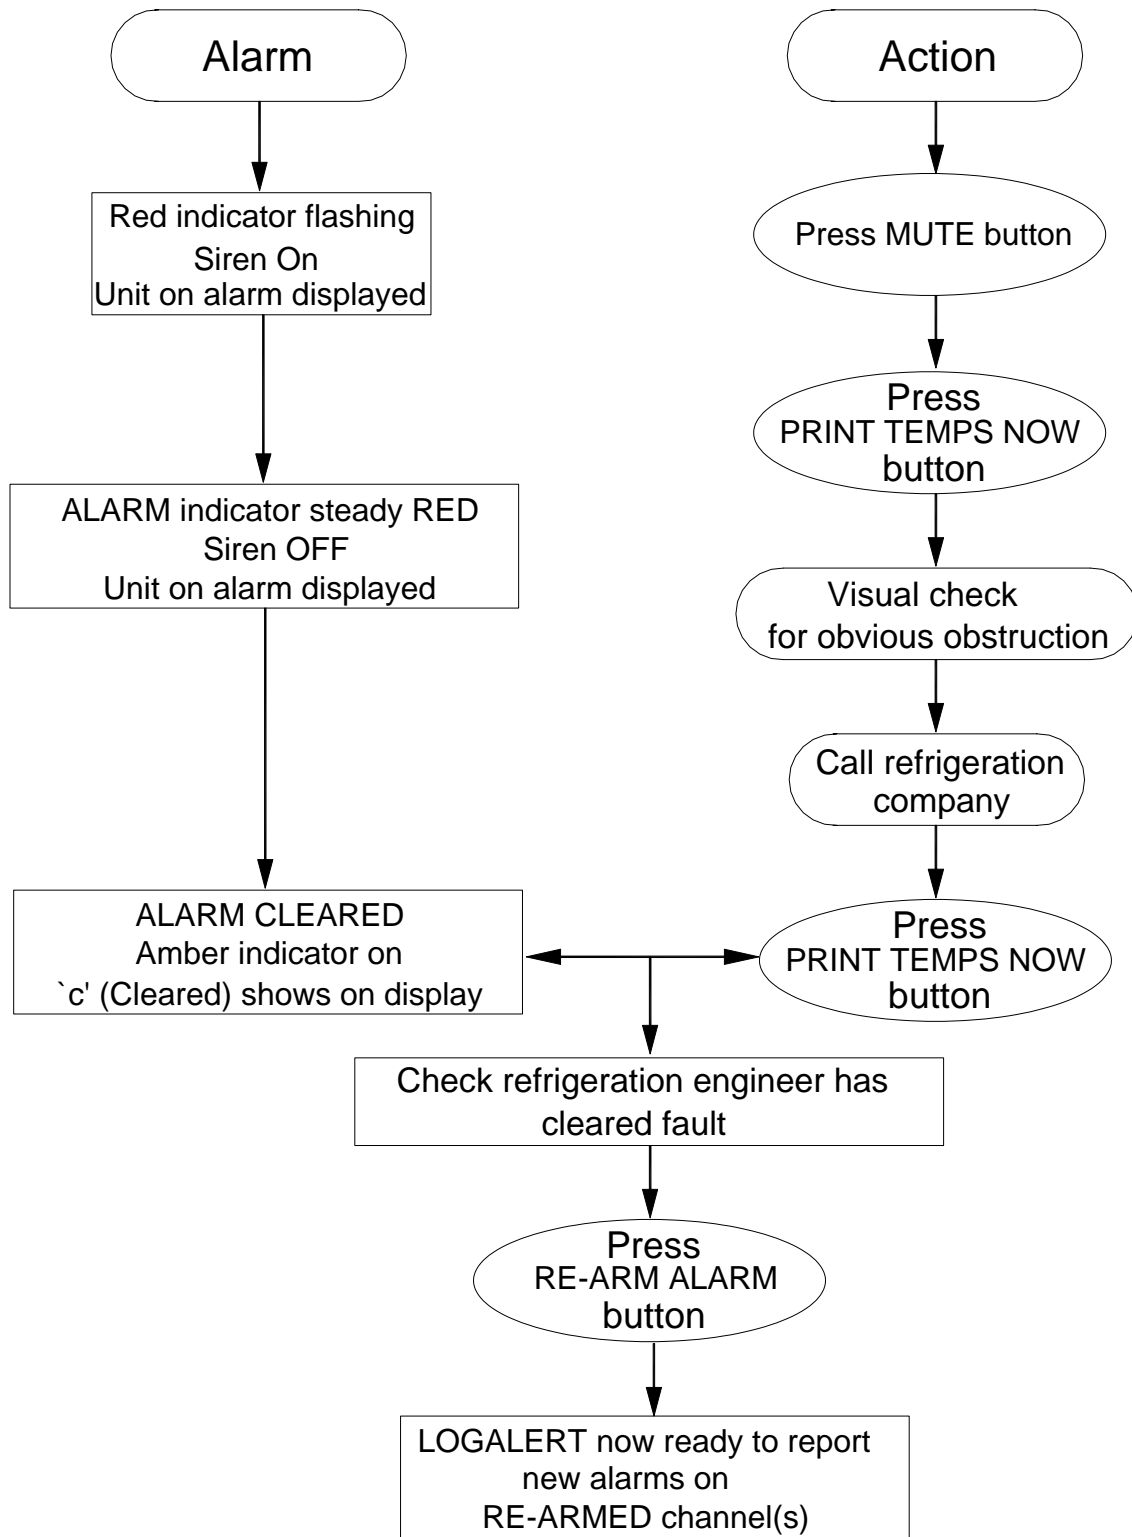 Alarm
Red indicator flashing
Siren On
Unit on alarm displayed
ALARM indicator steady RED
Siren OFF
Unit on alarm displayed
ALARM CLEARED
Amber indicator on
`c' (Cleared) shows on display
Action
Press MUTE button
Press
PRINT TEMPS NOW
button
Visual check
for obvious obstruction
Call refrigeration
company
Press
PRINT TEMPS NOW
button
Check refrigeration engineer has
cleared fault
Press
RE-ARM ALARM
button
LOGALERT now ready to report
new alarms on
RE-ARMED channel(s)